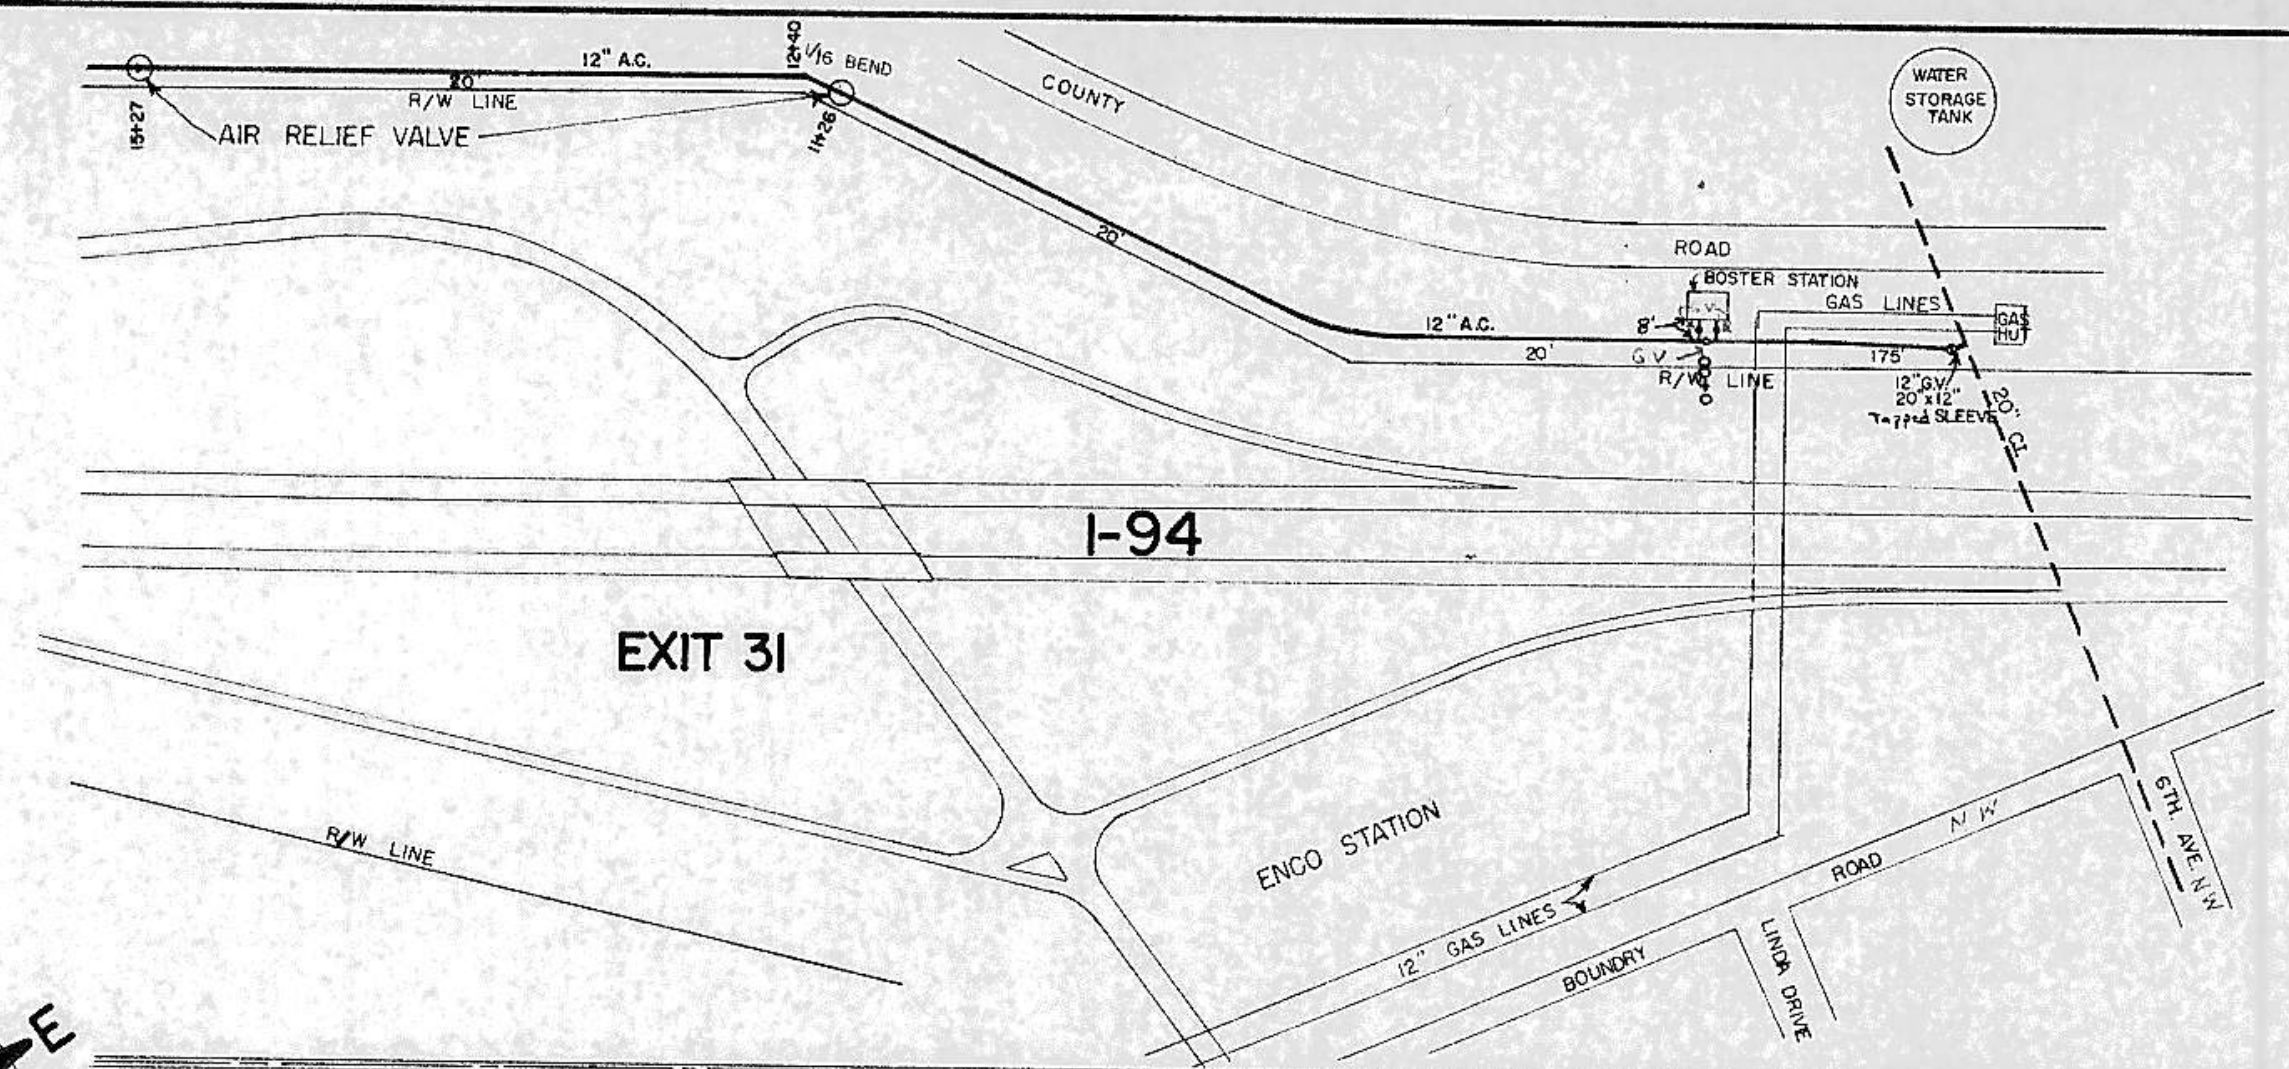 12+40
1/16 BEND
12" A.C.
20'
R/W LINE
15+27
AIR RELIEF VALVE
11+26
COUNTY
WATER
STORAGE
TANK
20'
ROAD
BOSTER STATION
GAS LINES
GAS
HUT
12" A.C.
8'
20'
G V
175'
R/W LINE
12" G.V.
20"x12"
Tapped SLEEVE
20" CI
I-94
EXIT 31
R/W LINE
ENCO STATION
12" GAS LINES
BOUNDRY ROAD N W
LINDA DRIVE
6TH. AVE. N W
E